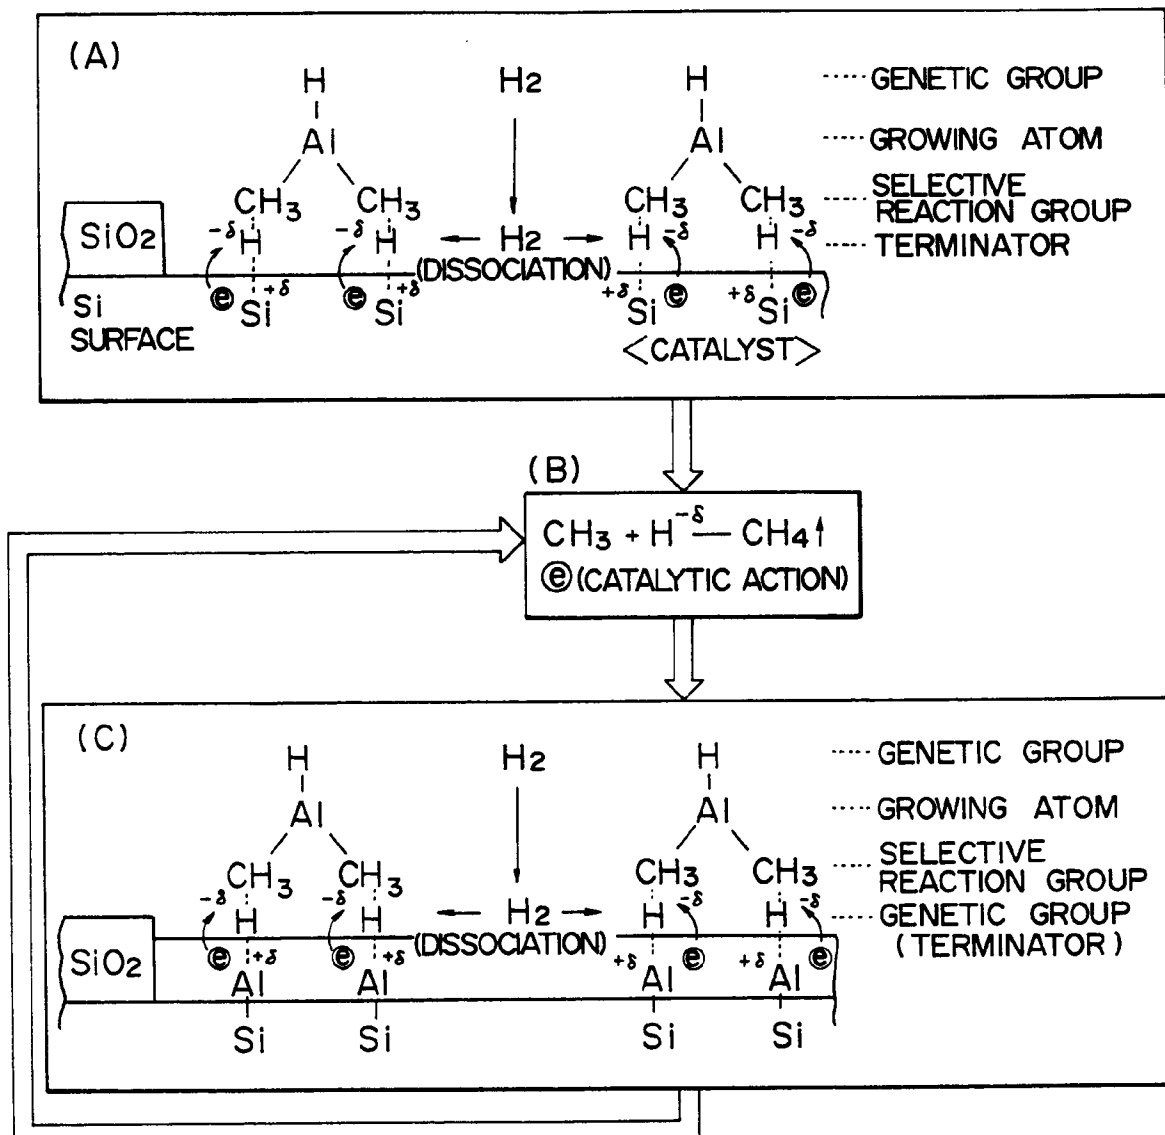 (A)
H H2 H GENETIC GROUP
Al Al GROWING ATOM
CH3 CH3 CH3 CH3 SELECTIVE
REACTION GROUP
SiO2 -δ H -δ H H2 H -δ H -δ TERMINATOR
(DISSOCIATION)
Si e Si +δ e Si +δ +δ Si e +δ Si e
SURFACE <CATALYST>
(B)
CH3 + H-δ — CH4↑
e (CATALYTIC ACTION)
(C)
H H2 H GENETIC GROUP
Al Al GROWING ATOM
CH3 CH3 CH3 CH3 SELECTIVE
REACTION GROUP
-δ H -δ H H2 H -δ H -δ GENETIC GROUP
(DISSOCIATION) (TERMINATOR)
SiO2 e Al +δ e Al +δ +δ Al e +δ Al e
Si Si Si Si